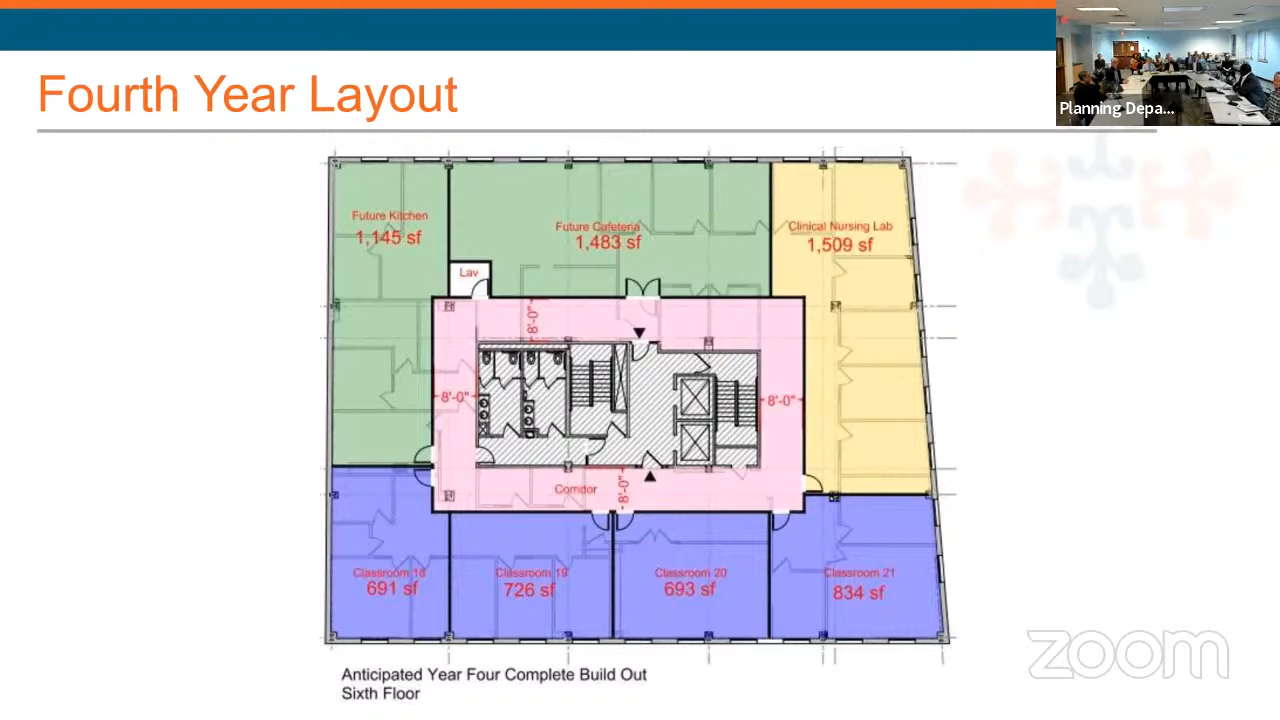 Fourth Year Layout
Planning Depa...
Future Kitchen
1,145 sf
Future Cafeteria
1,483 sf
Clinical Nursing Lab
1,509 sf
Lav
8'-0"
8'-0"
8'-0"
Corridor
8'-0"
Classroom 18
691 sf
Classroom 19
726 sf
Classroom 20
693 sf
Classroom 21
834 sf
Anticipated Year Four Complete Build Out
Sixth Floor
zoom